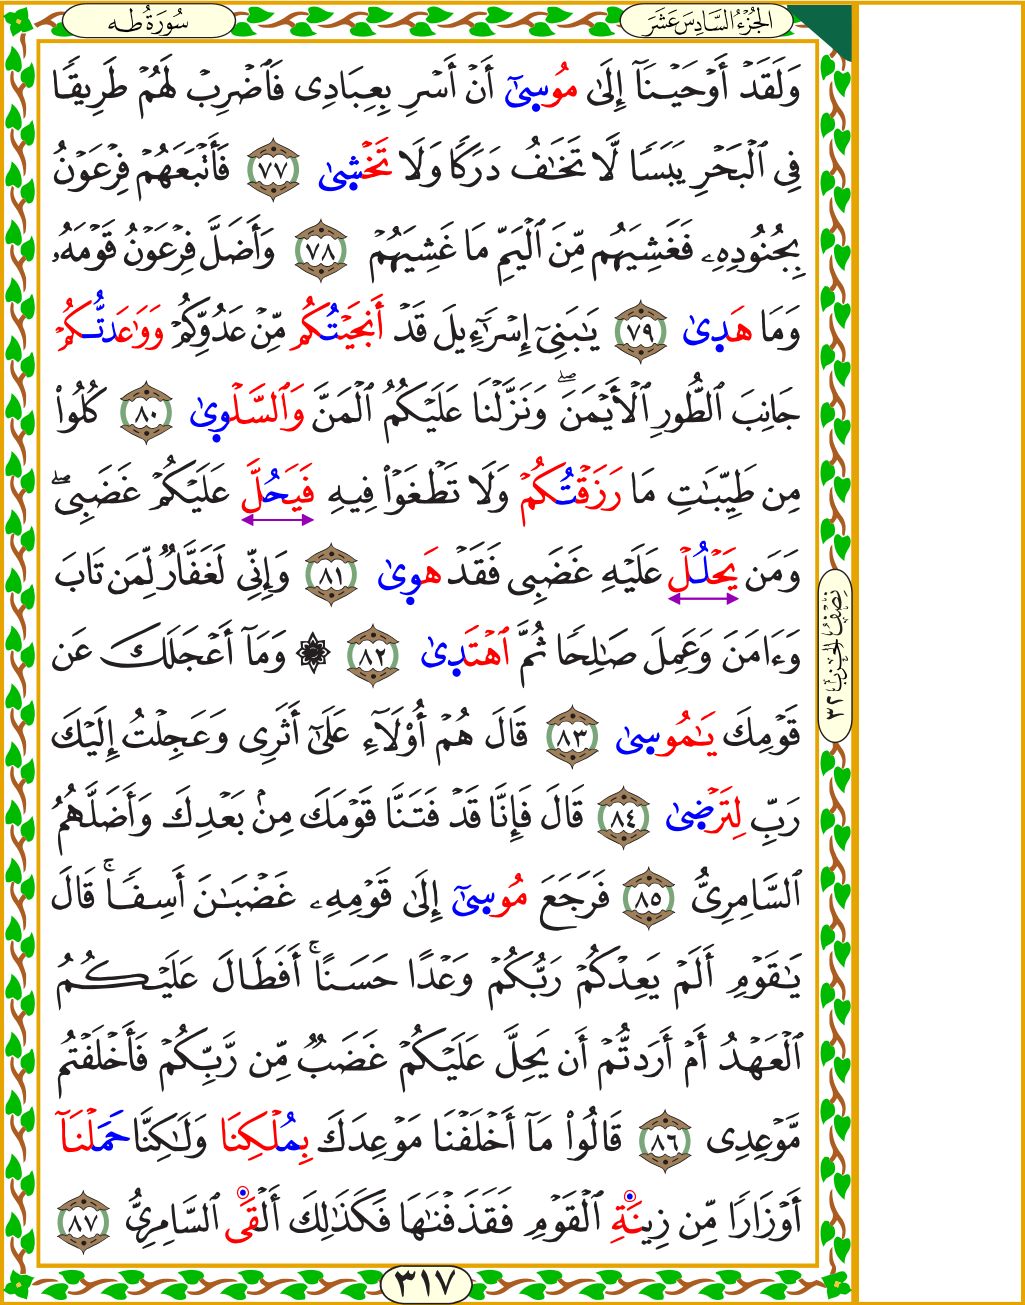 الجُزْءُ السَّادِسَ عَشَرَ
سُورَةُ طه
وَلَقَدۡ أَوۡحَيۡنَآ إِلَىٰ مُوسٜىٰٓ أَنۡ أَسۡرِ بِعِبَادِى فَٱضۡرِبۡ لَهُمۡ طَرِيقٗا
فِى ٱلۡبَحۡرِ يَبَسٗا لَّا تَخَٰفُ دَرَكٗا وَلَا تَخۡشٜىٰ ٧٧ فَأَتۡبَعَهُمۡ فِرۡعَوۡنُ
بِجُنُودِهِۦ فَغَشِيَهُم مِّنَ ٱلۡيَمِّ مَا غَشِيَهُمۡ ٧٨ وَأَضَلَّ فِرۡعَوۡنُ قَوۡمَهُۥ
وَمَا هَدٜىٰ ٧٩ يَٰبَنِىٓ إِسۡرَٰٓءِيلَ قَدۡ أَنجَيۡتُكُم مِّنۡ عَدُوِّكُمۡ وَوَٰعَدتُّكُمۡ
جَانِبَ ٱلطُّورِ ٱلۡأَيۡمَنَۖ وَنَزَّلۡنَا عَلَيۡكُمُ ٱلۡمَنَّ وَٱلسَّلۡوٜىٰ ٨٠ كُلُواْ
مِن طَيِّبَٰتِ مَا رَزَقۡتُكُمۡ وَلَا تَطۡغَوۡاْ فِيهِ فَيَحُلَّ عَلَيۡكُمۡ غَضَبِىۖ
وَمَن يَحۡلُلۡ عَلَيۡهِ غَضَبِى فَقَدۡ هَوٜىٰ ٨١ وَإِنِّى لَغَفَّارٞ لِّمَن تَابَ
وَءَامَنَ وَعَمِلَ صَٰلِحٗا ثُمَّ ٱهۡتَدٜىٰ ٨٢ ۞ وَمَآ أَعۡجَلَكَ عَن
قَوۡمِكَ يَٰمُوسٜىٰ ٨٣ قَالَ هُمۡ أُوْلَآءِ عَلَىٰٓ أَثَرِى وَعَجِلۡتُ إِلَيۡكَ
رَبِّ لِتَرۡضٜىٰ ٨٤ قَالَ فَإِنَّا قَدۡ فَتَنَّا قَوۡمَكَ مِنۢ بَعۡدِكَ وَأَضَلَّهُمُ
ٱلسَّامِرِىُّ ٨٥ فَرَجَعَ مُوسٜىٰٓ إِلَىٰ قَوۡمِهِۦ غَضۡبَٰنَ أَسِفٗاۚ قَالَ
يَٰقَوۡمِ أَلَمۡ يَعِدۡكُمۡ رَبُّكُمۡ وَعۡدًا حَسَنًاۚ أَفَطَالَ عَلَيۡكُمُ
ٱلۡعَهۡدُ أَمۡ أَرَدتُّمۡ أَن يَحِلَّ عَلَيۡكُمۡ غَضَبٞ مِّن رَّبِّكُمۡ فَأَخۡلَفۡتُم
مَّوۡعِدِى ٨٦ قَالُواْ مَآ أَخۡلَفۡنَا مَوۡعِدَكَ بِمُلۡكِنَا وَلَٰكِنَّا حَمَلۡنَآ
أَوۡزَارٗا مِّن زِينَةِ ٱلۡقَوۡمِ فَقَذَفۡنَٰهَا فَكَذَٰلِكَ أَلۡقَى ٱلسَّامِرِىُّ ٨٧
نِصْفُ الحِزْبِ ٣٢
٣١٧